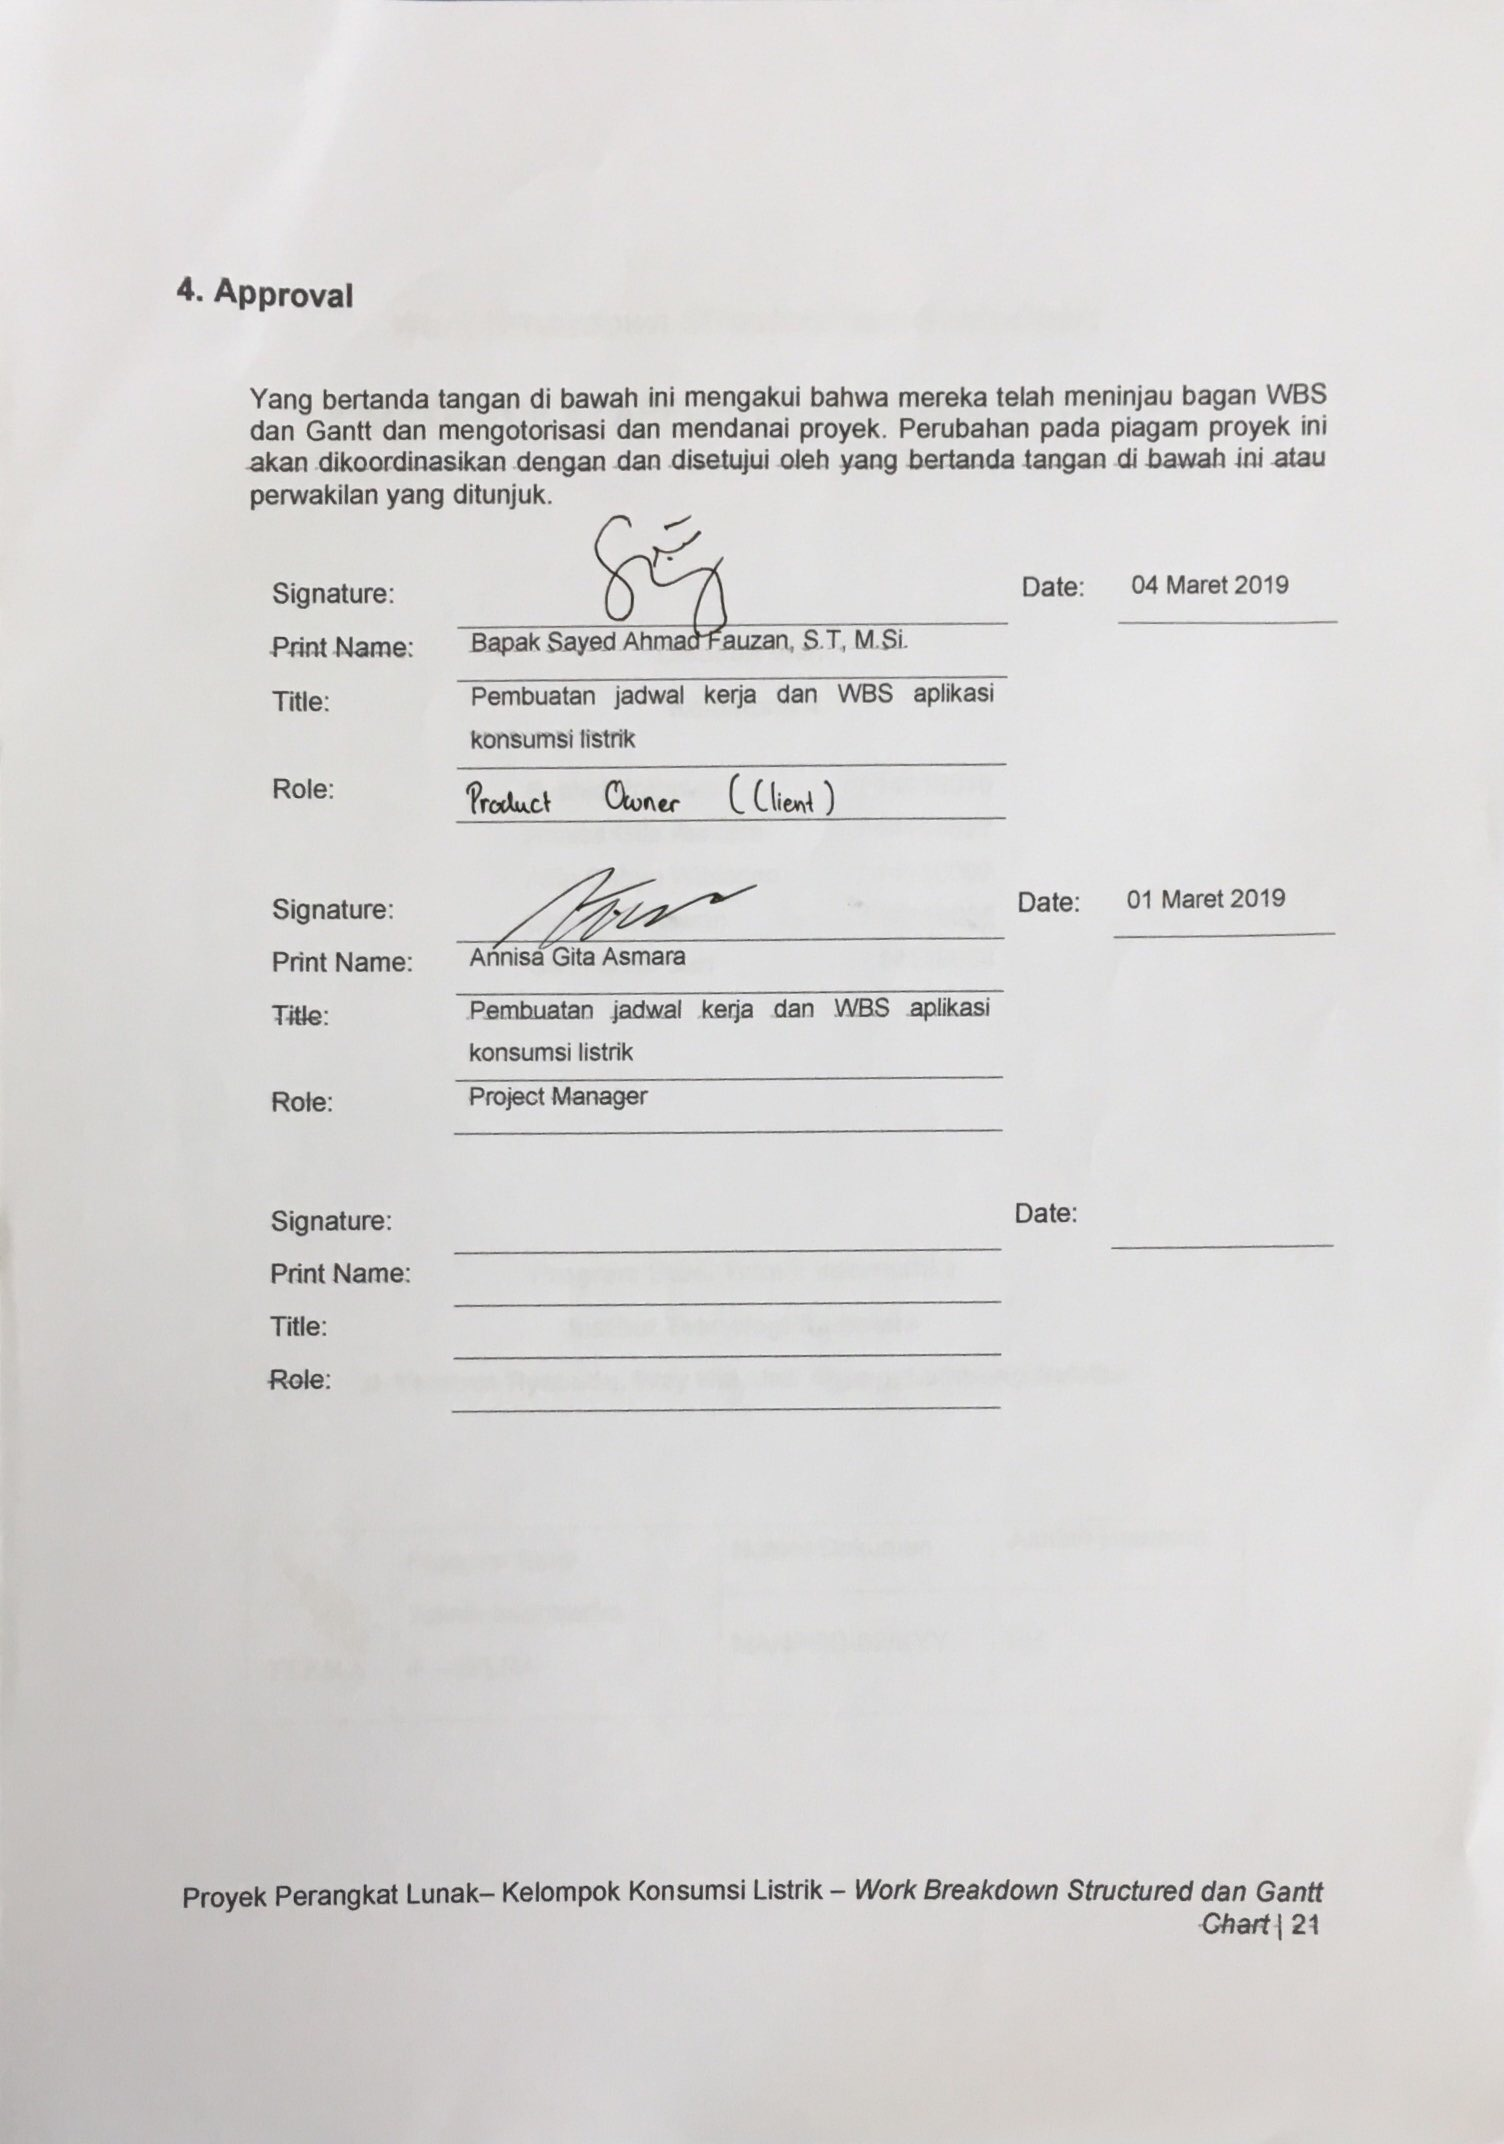 4. Approval
Yang bertanda tangan di bawah ini mengakui bahwa mereka telah meninjau bagan WBS
dan Gantt dan mengotorisasi dan mendanai proyek. Perubahan pada piagam proyek ini
akan dikoordinasikan dengan dan disetujui oleh yang bertanda tangan di bawah ini atau
perwakilan yang ditunjuk.
Signature: Date: 04 Maret 2019
Print Name: Bapak Sayed Ahmad Fauzan, S.T, M.Si.
Title: Pembuatan jadwal kerja dan WBS aplikasi
konsumsi listrik
Role: Product Owner (Client)
Signature: Date: 01 Maret 2019
Print Name: Annisa Gita Asmara
Title: Pembuatan jadwal kerja dan WBS aplikasi
konsumsi listrik
Role: Project Manager
Signature: Date:
Print Name:
Title:
Role:
Proyek Perangkat Lunak– Kelompok Konsumsi Listrik – Work Breakdown Structured dan Gantt
Chart | 21